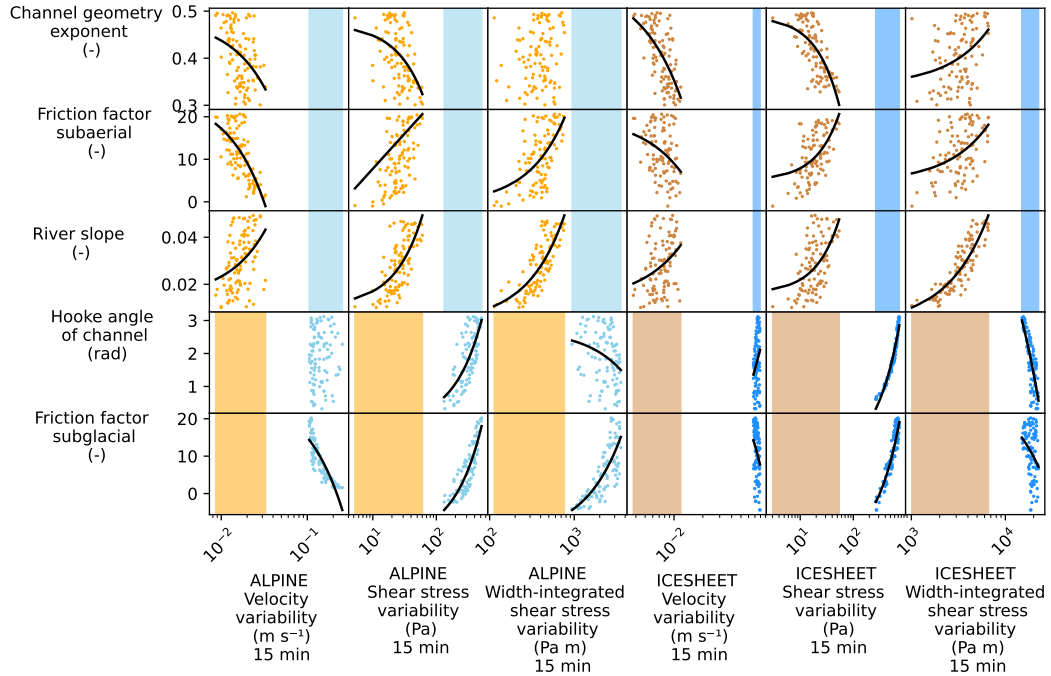 Channel geometry
exponent
(-)
0.5
0.4
0.3
Friction factor
subaerial
(-)
20
10
0
River slope
(-)
0.04
0.02
Hooke angle
of channel
(rad)
3
2
1
Friction factor
subglacial
(-)
20
10
0
10⁻² 10⁻¹ 10¹ 10² 10² 10³ 10⁻² 10¹ 10² 10³ 10⁴
ALPINE
Velocity
variability
(m s⁻¹)
15 min
ALPINE
Shear stress
variability
(Pa)
15 min
ALPINE
Width-integrated
shear stress
variability
(Pa m)
15 min
ICESHEET
Velocity
variability
(m s⁻¹)
15 min
ICESHEET
Shear stress
variability
(Pa)
15 min
ICESHEET
Width-integrated
shear stress
variability
(Pa m)
15 min